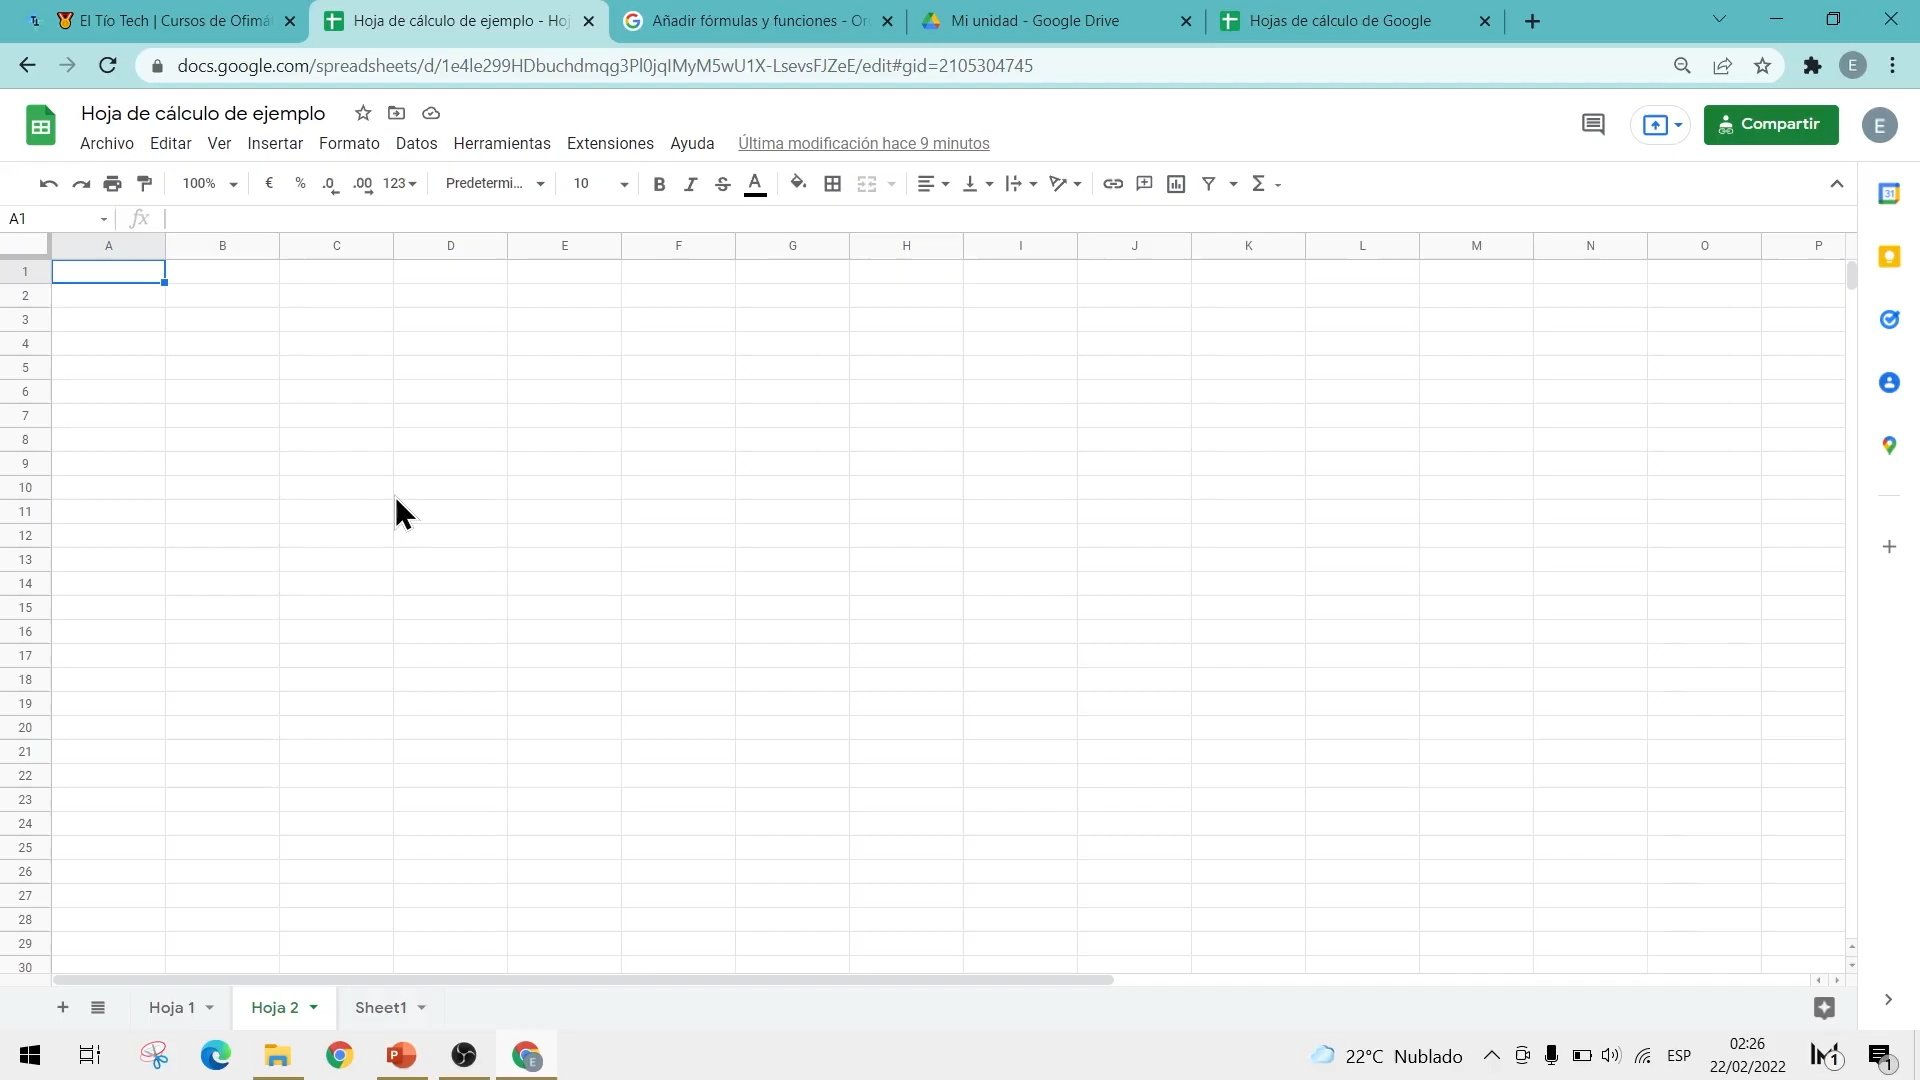 El Tío Tech | Cursos de Ofimá
Hoja de cálculo de ejemplo - Hoj
Añadir fórmulas y funciones - Or
Mi unidad - Google Drive
Hojas de cálculo de Google
docs.google.com/spreadsheets/d/1e4le299HDbuchdmqg3Pl0jqIMyM5wU1X-LsevsFJZeE/edit#gid=2105304745
E
Hoja de cálculo de ejemplo
Archivo Editar Ver Insertar Formato Datos Herramientas Extensiones Ayuda Última modificación hace 9 minutos
Compartir
E
100% € % .0 .00 123 Predetermi... 10 B I S A Σ
31
A1 fx
A B C D E F G H I J K L M N O P
1
2
3
4
5
6
7
8
9
10
11
12
13
14
15
16
17
18
19
20
21
22
23
24
25
26
27
28
29
30
+ Hoja 1 Hoja 2 Sheet1
P E 22°C Nublado ESP 02:26 1 1
22/02/2022